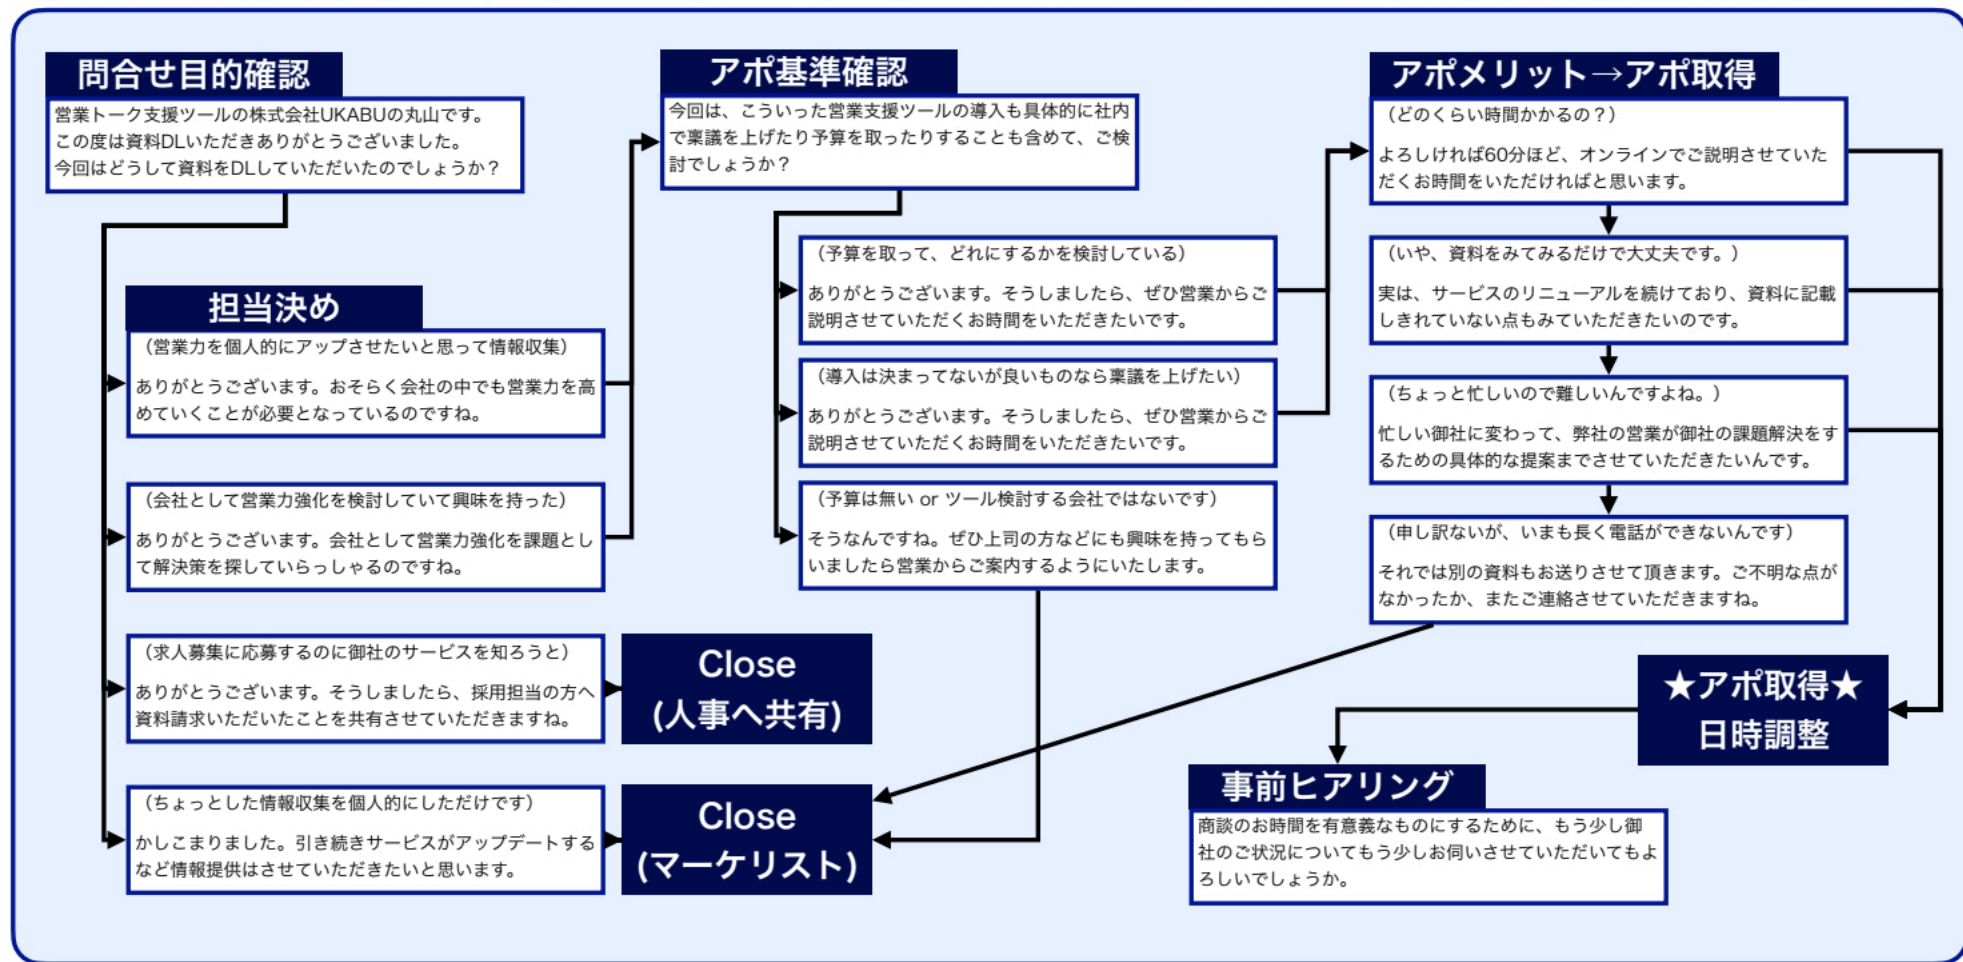 問合せ目的確認
営業トーク支援ツールの株式会社UKABUの丸山です。
この度は資料DLいただきありがとうございました。
今回はどうして資料をDLしていただいたのでしょうか？
担当決め
（営業力を個人的にアップさせたいと思って情報収集）
ありがとうございます。おそらく会社の中でも営業力を高
めていくことが必要となっているのですね。
（会社として営業力強化を検討していて興味を持った）
ありがとうございます。会社として営業力強化を課題とし
て解決策を探していらっしゃるのですね。
（求人募集に応募するのに御社のサービスを知ろうと）
ありがとうございます。そうしましたら、採用担当の方へ
資料請求いただいたことを共有させていただきますね。
Close
(人事へ共有)
（ちょっとした情報収集を個人的にしただけです）
かしこまりました。引き続きサービスがアップデートする
など情報提供はさせていただきたいと思います。
Close
(マーケリスト)
アポ基準確認
今回は、こういった営業支援ツールの導入も具体的に社内
で稟議を上げたり予算を取ったりすることも含めて、ご検
討でしょうか？
（予算を取って、どれにするかを検討している）
ありがとうございます。そうしましたら、ぜひ営業からご
説明させていただくお時間をいただきたいです。
（導入は決まってないが良いものなら稟議を上げたい）
ありがとうございます。そうしましたら、ぜひ営業からご
説明させていただくお時間をいただきたいです。
（予算は無い or ツール検討する会社ではないです）
そうなんですね。ぜひ上司の方などにも興味を持ってもら
いましたら営業からご案内するようにいたします。
アポメリット→アポ取得
（どのくらい時間かかるの？）
よろしければ60分ほど、オンラインでご説明させていた
だくお時間をいただければと思います。
（いや、資料をみてみるだけで大丈夫です。）
実は、サービスのリニューアルを続けており、資料に記載
しきれていない点もみていただきたいのです。
（ちょっと忙しいので難しいんですよね。）
忙しい御社に変わって、弊社の営業が御社の課題解決をす
るための具体的な提案までさせていただきたいんです。
（申し訳ないが、いまも長く電話ができないんです）
それでは別の資料もお送りさせて頂きます。ご不明な点が
なかったか、またご連絡させていただきますね。
★アポ取得★
日時調整
事前ヒアリング
商談のお時間を有意義なものにするために、もう少し御
社のご状況についてもう少しお伺いさせていただいてもよ
ろしいでしょうか。